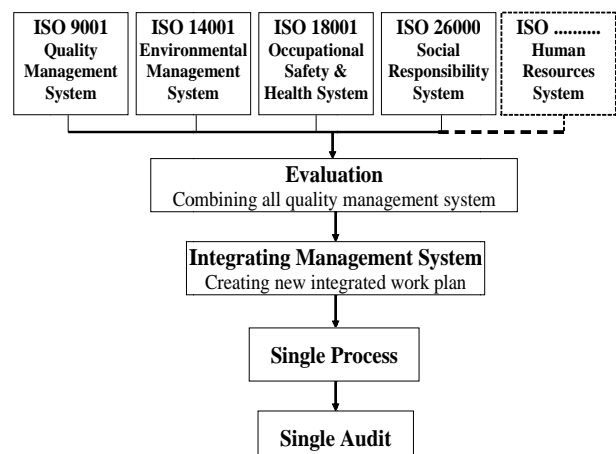 ISO 9001
Quality
Management
System
ISO 14001
Environmental
Management
System
ISO 18001
Occupational
Safety &
Health System
ISO 26000
Social
Responsibility
System
ISO ..........
Human
Resources
System
Evaluation
Combining all quality management system
Integrating Management System
Creating new integrated work plan
Single Process
Single Audit